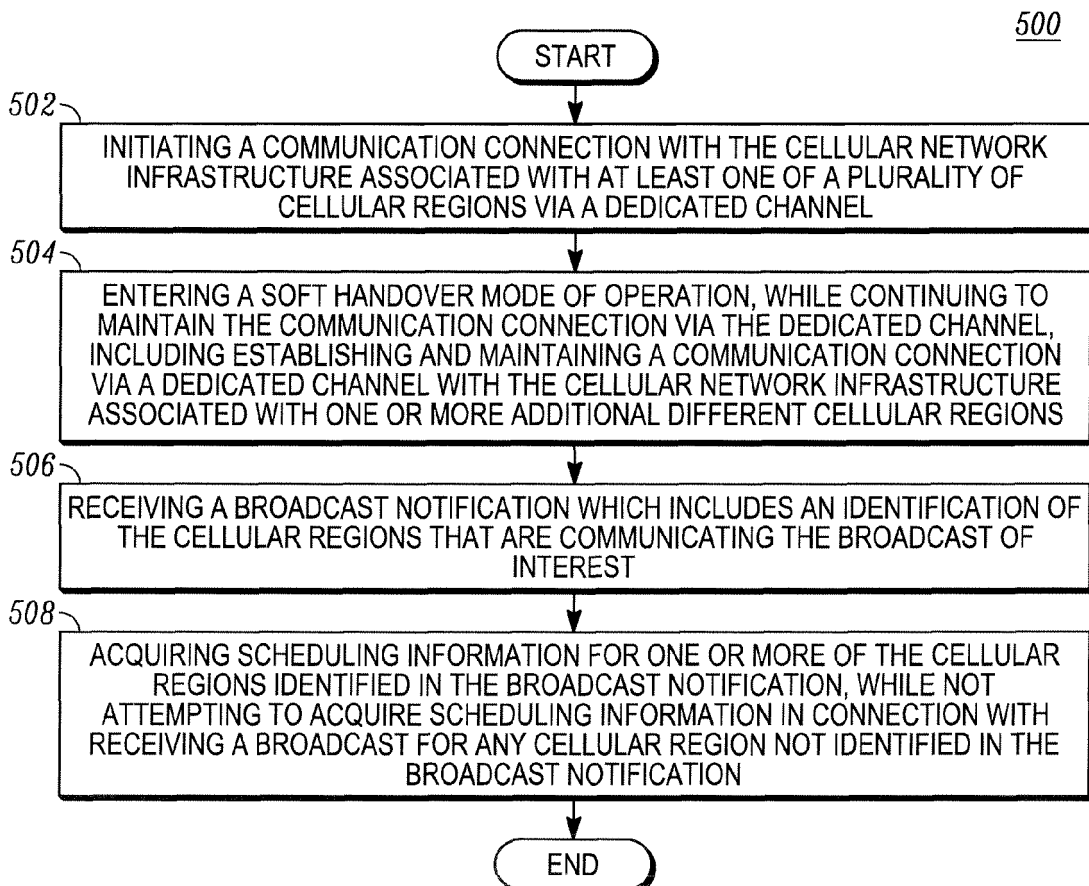 500
START
502
INITIATING A COMMUNICATION CONNECTION WITH THE CELLULAR NETWORK
INFRASTRUCTURE ASSOCIATED WITH AT LEAST ONE OF A PLURALITY OF
CELLULAR REGIONS VIA A DEDICATED CHANNEL
504
ENTERING A SOFT HANDOVER MODE OF OPERATION, WHILE CONTINUING TO
MAINTAIN THE COMMUNICATION CONNECTION VIA THE DEDICATED CHANNEL,
INCLUDING ESTABLISHING AND MAINTAINING A COMMUNICATION CONNECTION
VIA A DEDICATED CHANNEL WITH THE CELLULAR NETWORK INFRASTRUCTURE
ASSOCIATED WITH ONE OR MORE ADDITIONAL DIFFERENT CELLULAR REGIONS
506
RECEIVING A BROADCAST NOTIFICATION WHICH INCLUDES AN IDENTIFICATION OF
THE CELLULAR REGIONS THAT ARE COMMUNICATING THE BROADCAST OF
INTEREST
508
ACQUIRING SCHEDULING INFORMATION FOR ONE OR MORE OF THE CELLULAR
REGIONS IDENTIFIED IN THE BROADCAST NOTIFICATION, WHILE NOT
ATTEMPTING TO ACQUIRE SCHEDULING INFORMATION IN CONNECTION WITH
RECEIVING A BROADCAST FOR ANY CELLULAR REGION NOT IDENTIFIED IN THE
BROADCAST NOTIFICATION
END